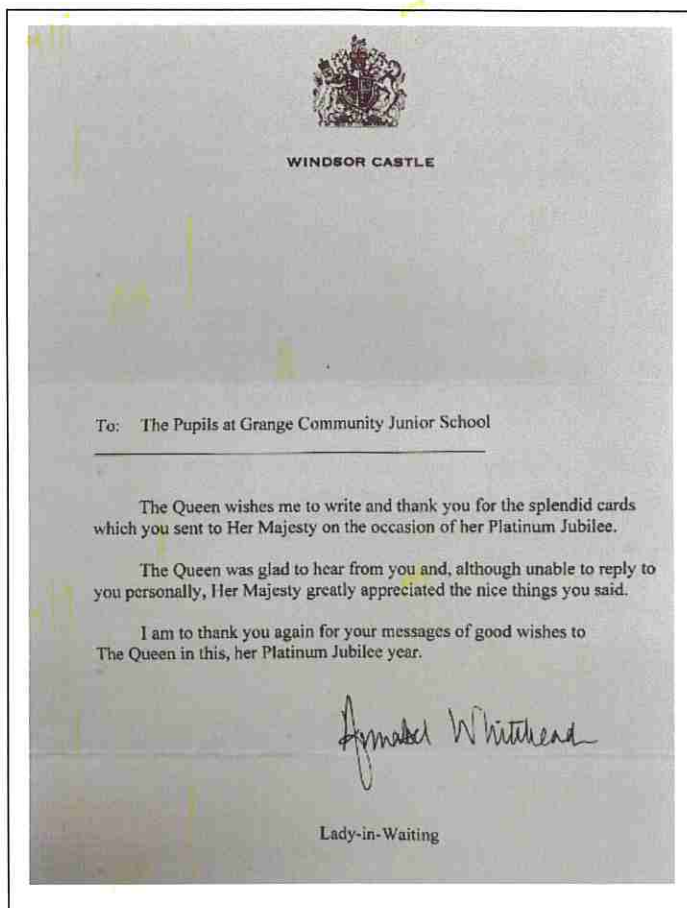 WINDSOR CASTLE
To: The Pupils at Grange Community Junior School
The Queen wishes me to write and thank you for the splendid cards
which you sent to Her Majesty on the occasion of her Platinum Jubilee.
The Queen was glad to hear from you and, although unable to reply to
you personally, Her Majesty greatly appreciated the nice things you said.
I am to thank you again for your messages of good wishes to
The Queen in this, her Platinum Jubilee year.
Annabel Whitehead
Lady-in-Waiting